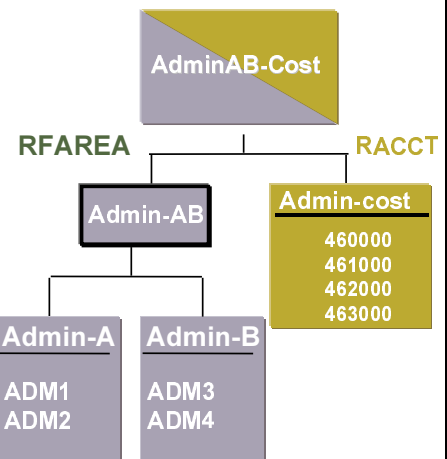 AdminAB-Cost
RFAREA
RACCT
Admin-AB
Admin-cost
460000
461000
462000
463000
Admin-A
ADM1
ADM2
Admin-B
ADM3
ADM4